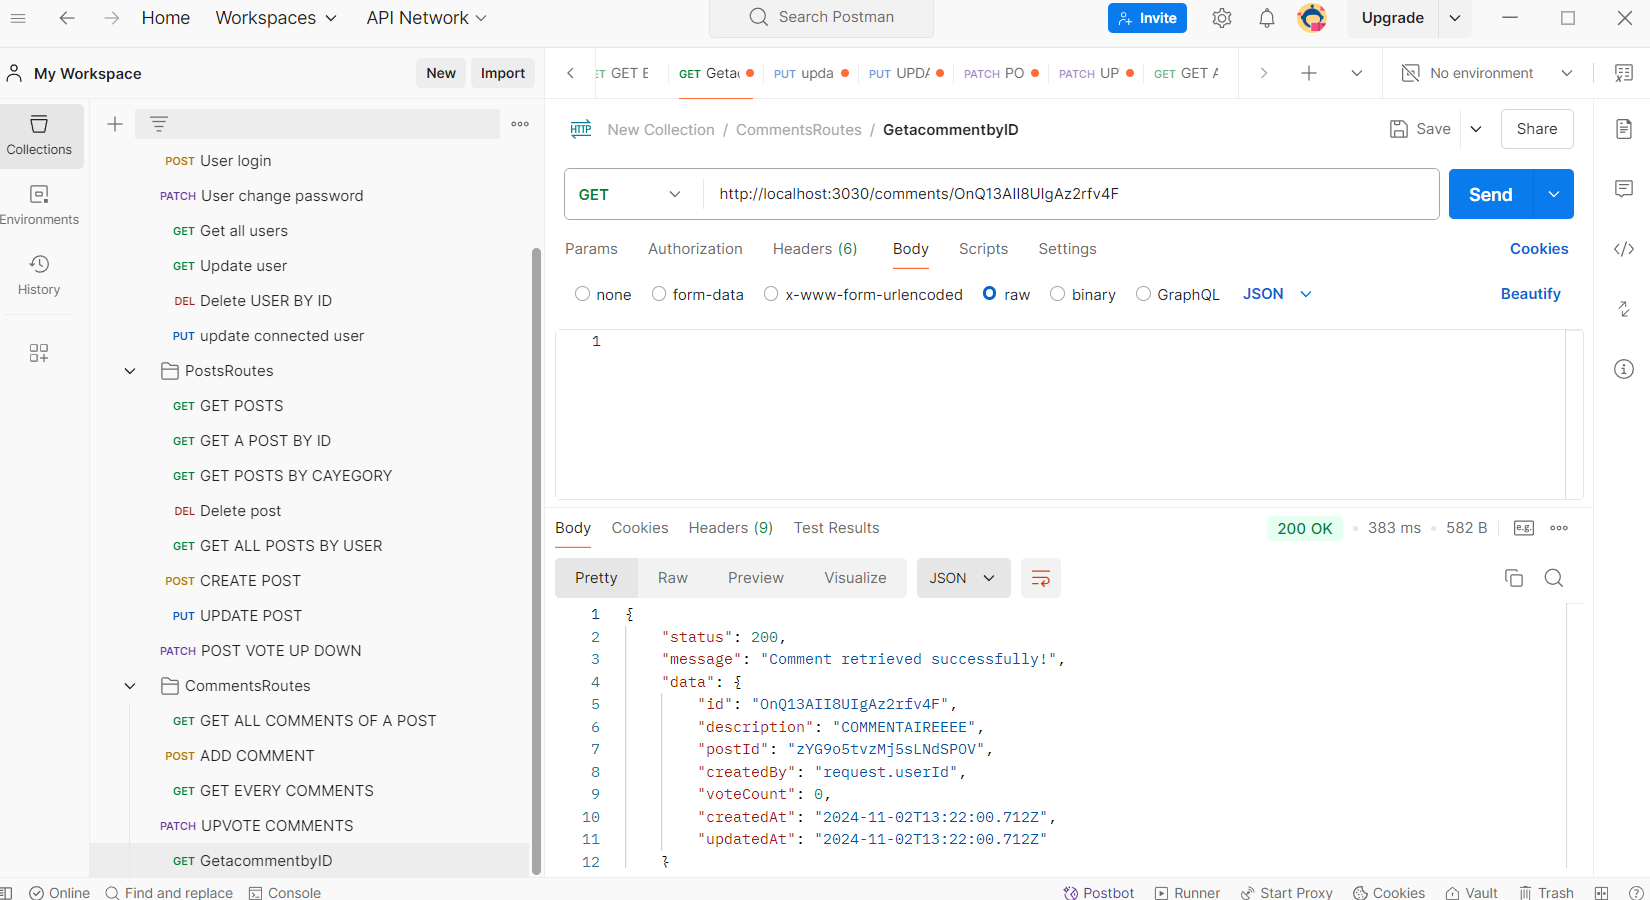 Home Workspaces API Network Search Postman Invite Upgrade
My Workspace New Import GET E GET Geta PUT upda PUT UPDA PATCH PO PATCH UP GET GET A No environment
Collections
Environments
History
POST User login
PATCH User change password
GET Get all users
GET Update user
DEL Delete USER BY ID
PUT update connected user
PostsRoutes
GET GET POSTS
GET GET A POST BY ID
GET GET POSTS BY CAYEGORY
DEL Delete post
GET GET ALL POSTS BY USER
POST CREATE POST
PUT UPDATE POST
PATCH POST VOTE UP DOWN
CommentsRoutes
GET GET ALL COMMENTS OF A POST
POST ADD COMMENT
GET GET EVERY COMMENTS
PATCH UPVOTE COMMENTS
GET GetacommentbyID
HTTP New Collection / CommentsRoutes / GetacommentbyID Save Share
GET http://localhost:3030/comments/OnQ13AII8UIgAz2rfv4F Send
Params Authorization Headers (6) Body Scripts Settings Cookies
none form-data x-www-form-urlencoded raw binary GraphQL JSON Beautify
1
Body Cookies Headers (9) Test Results 200 OK 383 ms 582 B e.g.
Pretty Raw Preview Visualize JSON
1 {
2 "status": 200,
3 "message": "Comment retrieved successfully!",
4 "data": {
5 "id": "OnQ13AII8UIgAz2rfv4F",
6 "description": "COMMENTAIREEEE",
7 "postId": "zYG9o5tvzMj5sLNdSPOV",
8 "createdBy": "request.userId",
9 "voteCount": 0,
10 "createdAt": "2024-11-02T13:22:00.712Z",
11 "updatedAt": "2024-11-02T13:22:00.712Z"
12 }
Online Find and replace Console Postbot Runner Start Proxy Cookies Vault Trash